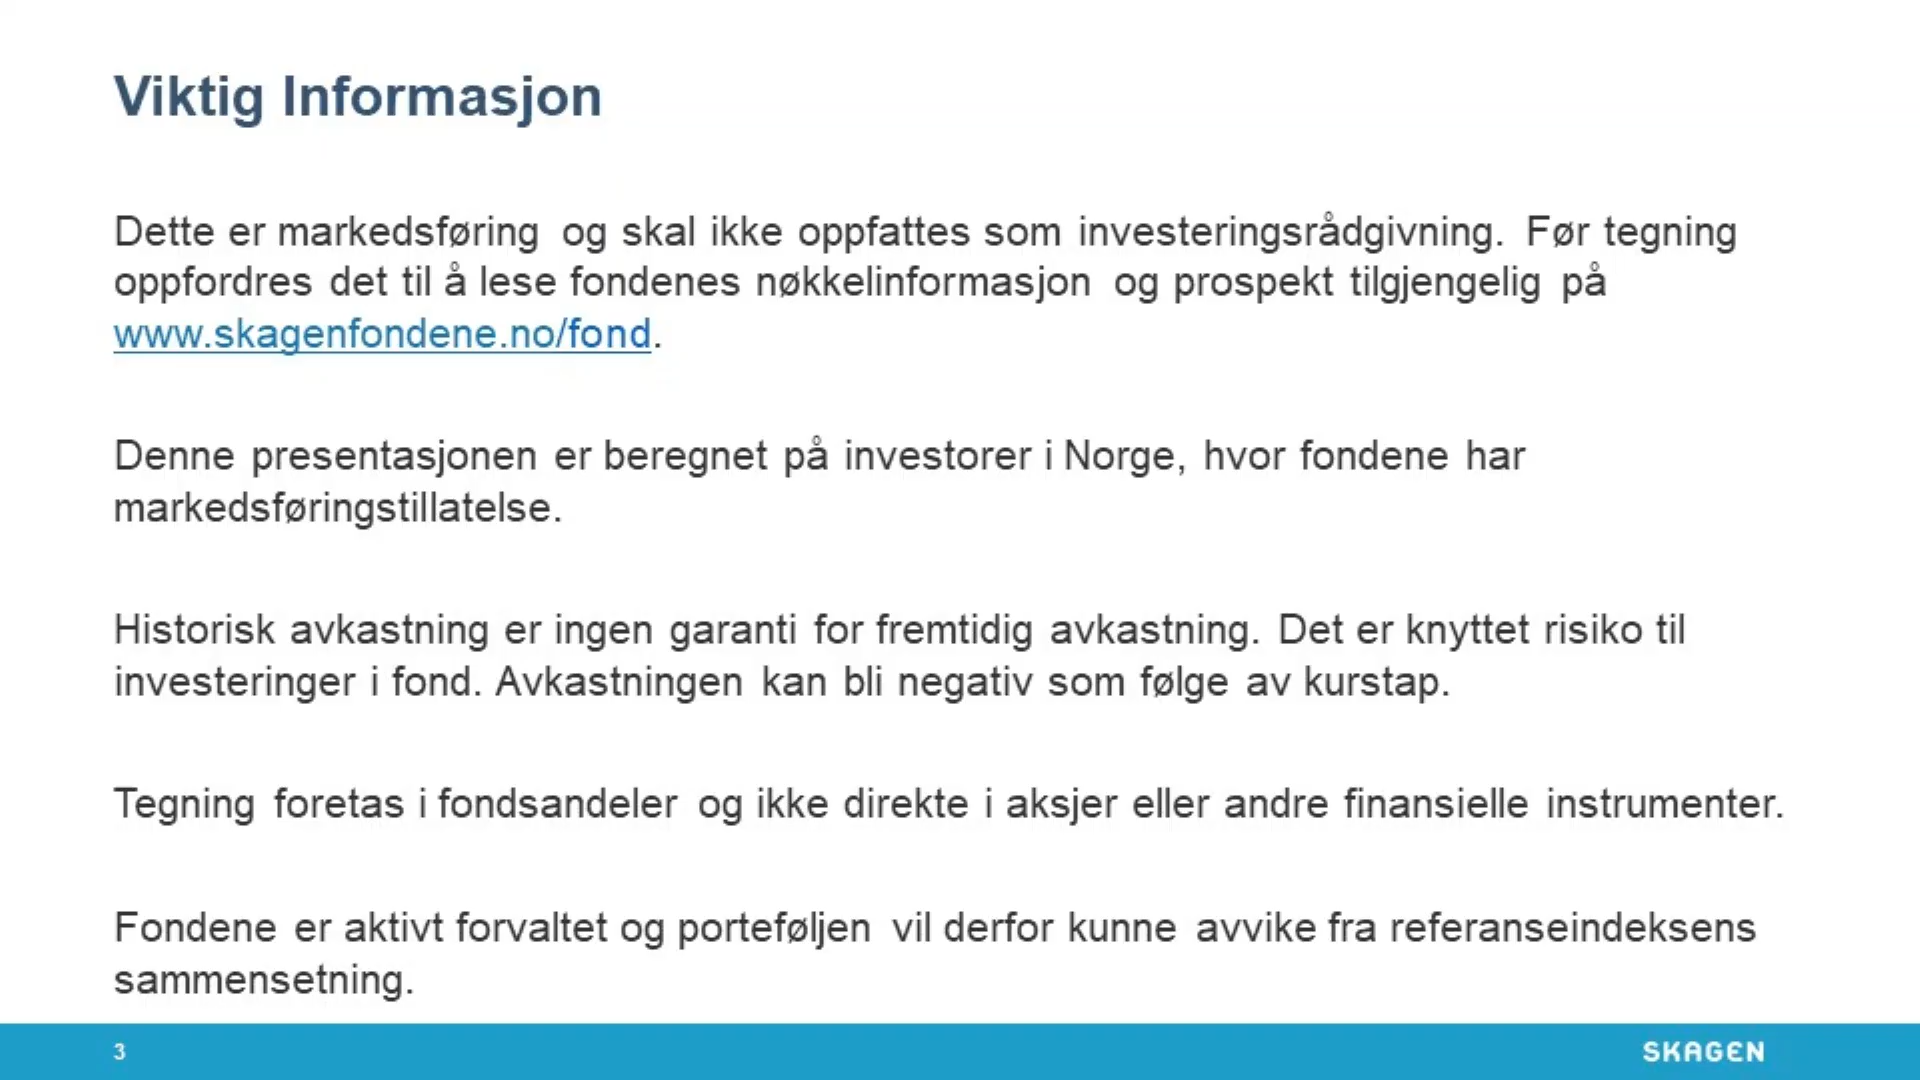 Viktig Informasjon
Dette er markedsføring og skal ikke oppfattes som investeringsrådgivning. Før tegning
oppfordres det til å lese fondenes nøkkelinformasjon og prospekt tilgjengelig på
www.skagenfondene.no/fond.
Denne presentasjonen er beregnet på investorer i Norge, hvor fondene har
markedsføringstillatelse.
Historisk avkastning er ingen garanti for fremtidig avkastning. Det er knyttet risiko til
investeringer i fond. Avkastningen kan bli negativ som følge av kurstap.
Tegning foretas i fondsandeler og ikke direkte i aksjer eller andre finansielle instrumenter.
Fondene er aktivt forvaltet og porteføljen vil derfor kunne avvike fra referanseindeksens
sammensetning.
3
SKAGEN